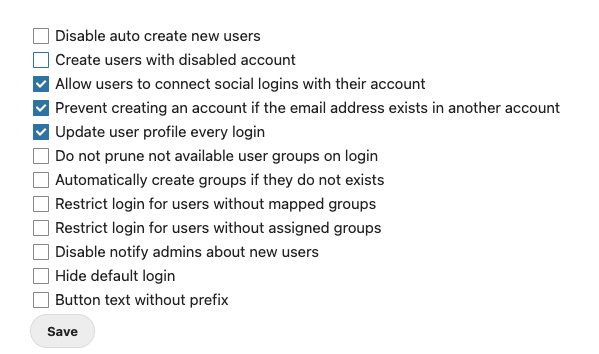 Disable auto create new users
Create users with disabled account
Allow users to connect social logins with their account
Prevent creating an account if the email address exists in another account
Update user profile every login
Do not prune not available user groups on login
Automatically create groups if they do not exists
Restrict login for users without mapped groups
Restrict login for users without assigned groups
Disable notify admins about new users
Hide default login
Button text without prefix
Save